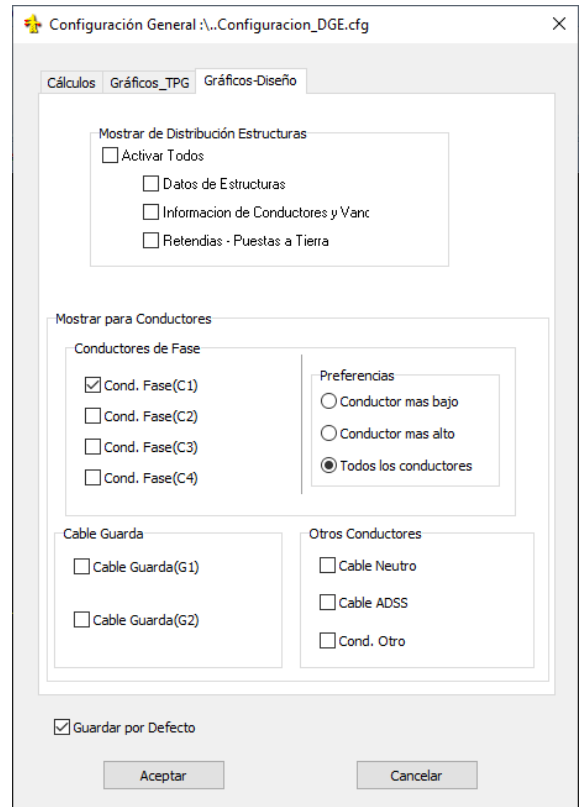 Configuración General :\..Configuracion_DGE.cfg
Cálculos Gráficos_TPG Gráficos-Diseño
Mostrar de Distribución Estructuras
Activar Todos
Datos de Estructuras
Informacion de Conductores y Vanc
Retendias - Puestas a Tierra
Mostrar para Conductores
Conductores de Fase
Cond. Fase(C1)
Cond. Fase(C2)
Cond. Fase(C3)
Cond. Fase(C4)
Preferencias
Conductor mas bajo
Conductor mas alto
Todos los conductores
Cable Guarda
Cable Guarda(G1)
Cable Guarda(G2)
Otros Conductores
Cable Neutro
Cable ADSS
Cond. Otro
Guardar por Defecto
Aceptar Cancelar